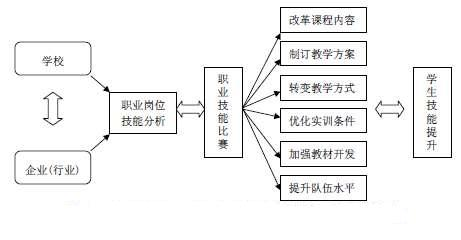 学校
企业(行业)
职业岗位
技能分析
职业技能比赛
改革课程内容
制订教学方案
转变教学方式
优化实训条件
加强教材开发
提升队伍水平
学生技能提升